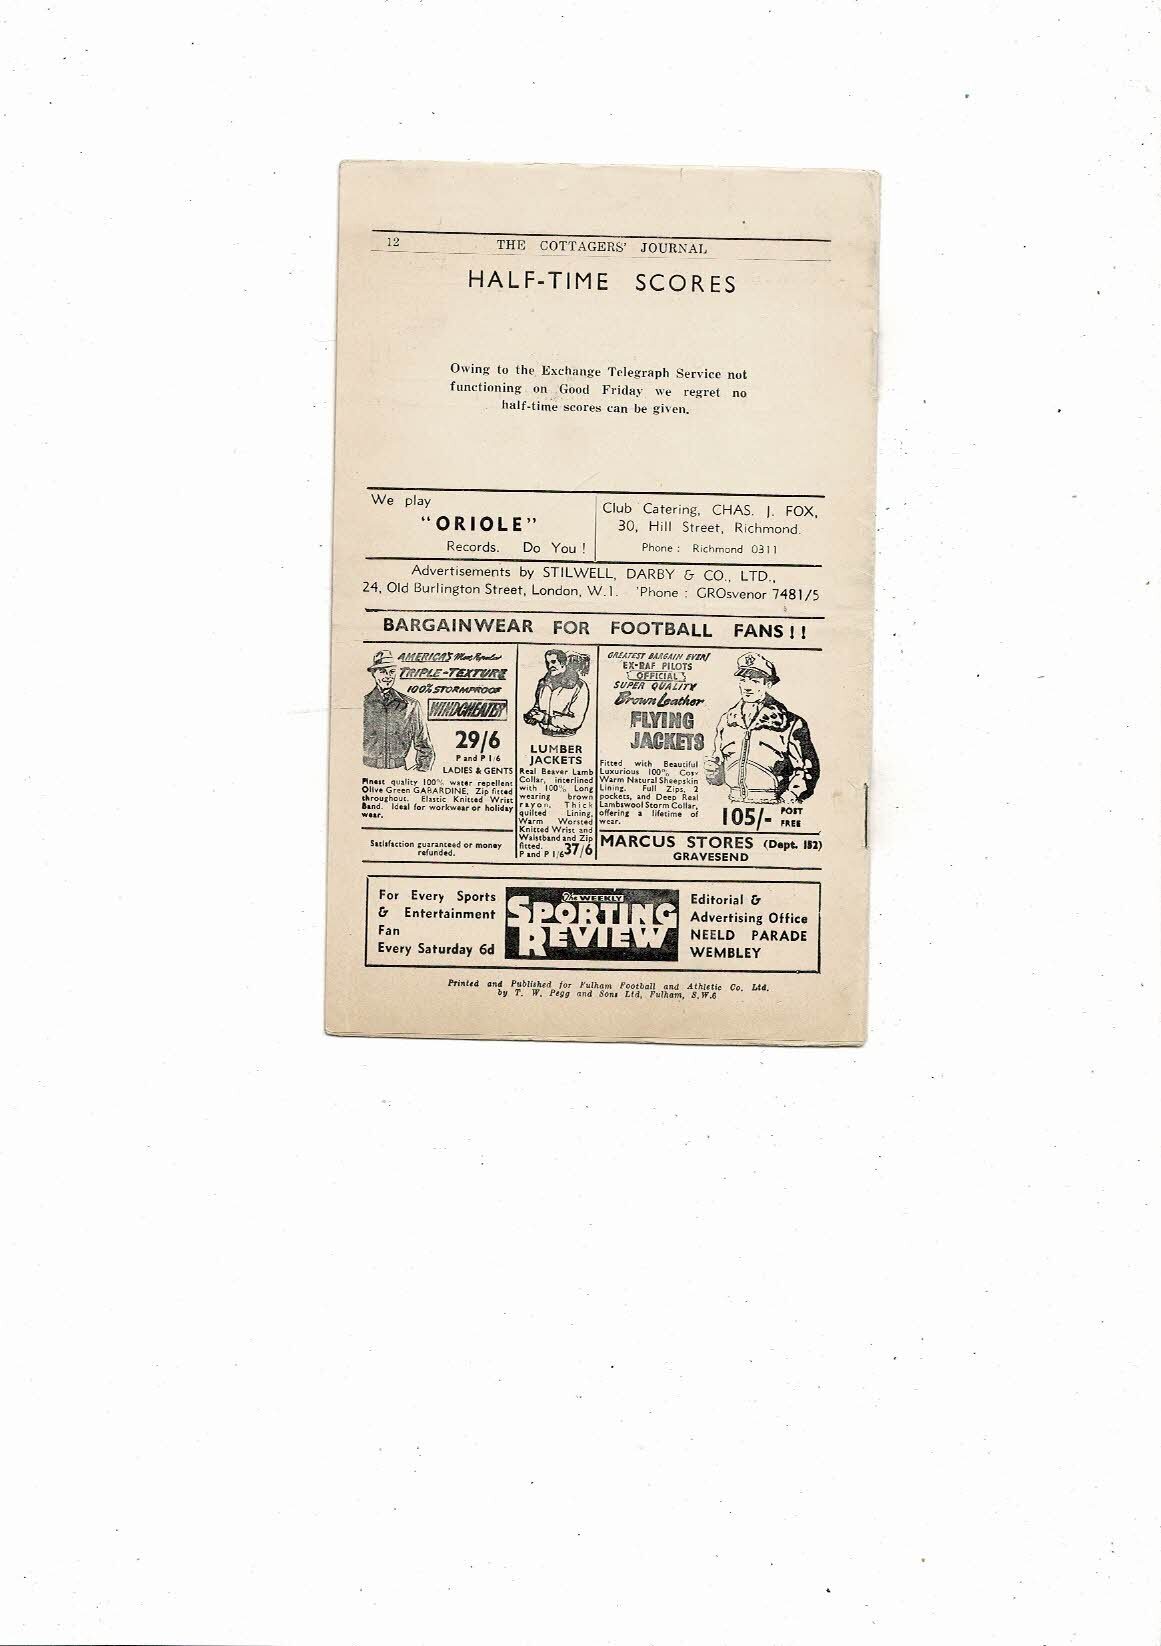 12
THE COTTAGERS' JOURNAL
HALF-TIME SCORES
Owing to the Exchange Telegraph Service not
functioning on Good Friday we regret no
half-time scores can be given.
We play
"ORIOLE"
Records. Do You !
Club Catering, CHAS. J. FOX,
30, Hill Street, Richmond.
Phone : Richmond 0311
Advertisements by STILWELL, DARBY & CO., LTD.,
24, Old Burlington Street, London, W.1. 'Phone : GROsvenor 7481/5
BARGAINWEAR FOR FOOTBALL FANS ! !
AMERICA'S Most Popular
TRIPLE-TEXTURE
100% STORMPROOF
WINDCHEATER
29/6
P and P 1/6
LADIES & GENTS
Finest quality 100% water repellent
Olive Green GABARDINE, Zip fitted
throughout. Elastic Knitted Wrist
Band. Ideal for workwear or holiday
wear.
Satisfaction guaranteed or money
refunded.
LUMBER
JACKETS
Real Beaver Lamb
Collar, interlined
with 100% Long
wearing brown
rayon, Thick
quilted Lining,
Warm Worsted
Knitted Wrist and
Waistband and Zip
fitted.
P and P 1/6 37/6
GREATEST BARGAIN EVER!
EX-RAF PILOTS
OFFICIAL
SUPER QUALITY
Brown Leather
FLYING
JACKETS
Fitted with Beautiful
Luxurious 100% Cosy
Warm Natural Sheepskin
Lining. Full Zips, 2
pockets, and Deep Real
Lambswool Storm Collar,
offering a lifetime of
wear.
105/- POST
FREE
MARCUS STORES (Dept. 152)
GRAVESEND
For Every Sports
& Entertainment
Fan
Every Saturday 6d
The WEEKLY
SPORTING
REVIEW
Editorial &
Advertising Office
NEELD PARADE
WEMBLEY
Printed and Published for Fulham Football and Athletic Co. Ltd.
by T. W. Pegg and Sons Ltd, Fulham, S.W.6